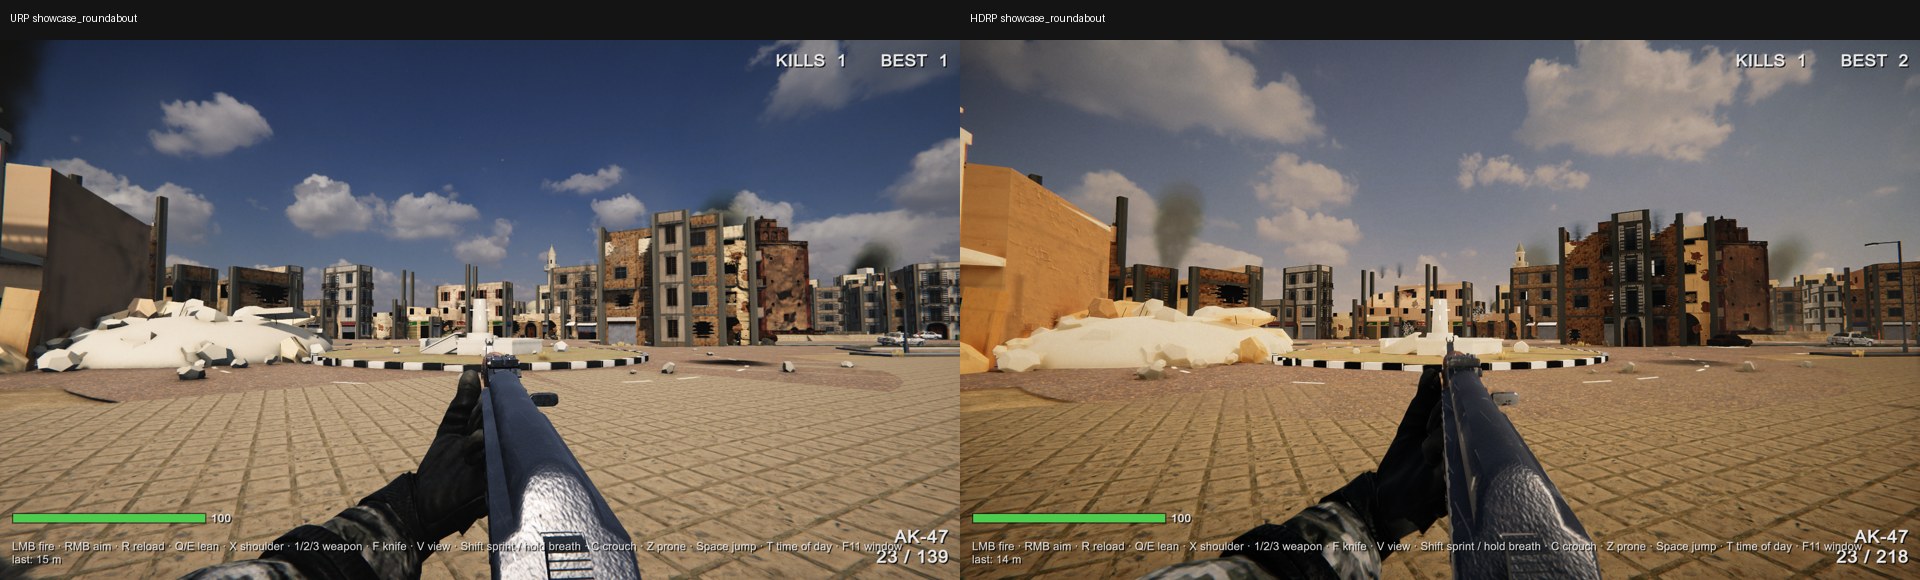 URP showcase_roundabout
KILLS 1 BEST 1
100
AK-47
LMB fire · RMB aim · R reload · Q/E lean · X shoulder · 1/2/3 weapon · F knife · V view · Shift sprint / hold breath · C crouch · Z prone · Space jump · T time of day · F11 window
last: 15 m
23 / 139
HDRP showcase_roundabout
KILLS 1 BEST 2
100
AK-47
LMB fire · RMB aim · R reload · Q/E lean · X shoulder · 1/2/3 weapon · F knife · V view · Shift sprint / hold breath · C crouch · Z prone · Space jump · T time of day · F11 window
last: 14 m
23 / 218